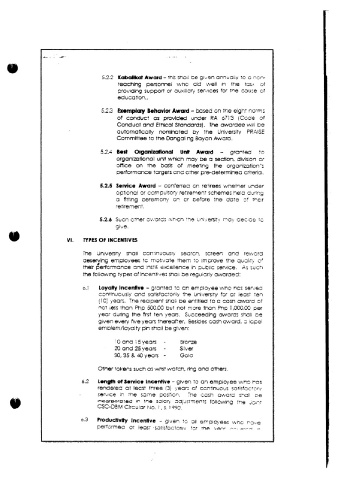 5.2.2 Kabalikat Award – this shall be given annually to a non-
teaching personnel who did well in the task of
providing support or auxiliary services for the cause of
education.
5.2.3 Exemplary Behavior Award – based on the eight norms
of conduct as provided under RA 6713 (Code of
Conduct and Ethical Standards). The awardee will be
automatically nominated by the University PRAISE
Committee to the Dangal ng Bayan Award.
5.2.4 Best Organizational Unit Award – granted to
organizational unit which may be a section, division or
office on the basis of meeting the organization's
performance targets and other pre-determined criteria.
5.2.5 Service Award – conferred on retirees whether under
optional or compulsory retirement schemes held during
a fitting ceremony on or before the date of their
retirement.
5.2.6 Such other awards which the university may decide to
give.
VI. TYPES OF INCENTIVES
The university shall continuously search, screen and reward
deserving employees to motivate them to improve the quality of
their performance and instill excellence in public service. As such
the following types of incentives shall be regularly awarded:
6.1 Loyalty Incentive – granted to an employee who has served
continuously and satisfactorily the university for at least ten
(10) years. The recipient shall be entitled to a cash award of
not less than Php 500.00 but not more than Php 1,000.00 per
year during the first ten years. Succeeding awards shall be
given every five years thereafter. Besides cash award, a lapel
emblem/loyalty pin shall be given:
10 and 15 years - Bronze
20 and 25 years - Silver
30, 35 & 40 years - Gold
Other tokens such as wrist watch, ring and others.
6.2 Length of Service Incentive – given to an employee who has
rendered at least three (3) years of continuous satisfactory
service in the same position. The cash award shall be
incorporated in the salary adjustments following the Joint
CSC-DBM Circular No. 1, s. 1990.
6.3 Productivity Incentive – given to all employees who have
performed at least satisfactory for the year